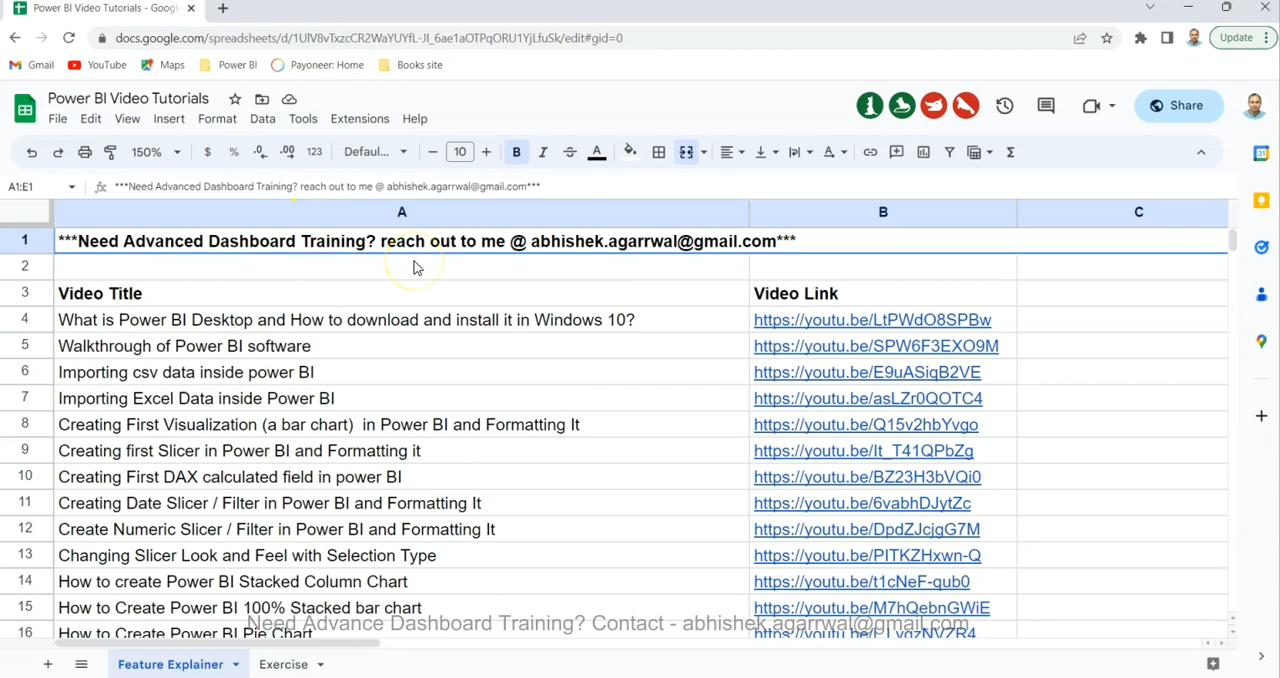 Power BI Video Tutorials - Googl
docs.google.com/spreadsheets/d/1UlV8vTxzcCR2WaYUYfL-JI_6ae1aOTPqORU1YjLfuSk/edit#gid=0
Update
Gmail YouTube Maps Power BI Payoneer: Home Books site
Power BI Video Tutorials
File Edit View Insert Format Data Tools Extensions Help
Share
150% $ % .0 .00 123 Defaul... 10 B I A
A1:E1 fx ***Need Advanced Dashboard Training? reach out to me @ abhishek.agarrwal@gmail.com***
A B C
1 ***Need Advanced Dashboard Training? reach out to me @ abhishek.agarrwal@gmail.com***
2
3 Video Title Video Link
4 What is Power BI Desktop and How to download and install it in Windows 10? https://youtu.be/LtPWdO8SPBw
5 Walkthrough of Power BI software https://youtu.be/SPW6F3EXO9M
6 Importing csv data inside power BI https://youtu.be/E9uASiqB2VE
7 Importing Excel Data inside Power BI https://youtu.be/asLZr0QOTC4
8 Creating First Visualization (a bar chart) in Power BI and Formatting It https://youtu.be/Q15v2hbYvgo
9 Creating first Slicer in Power BI and Formatting it https://youtu.be/It_T41QPbZg
10 Creating First DAX calculated field in power BI https://youtu.be/BZ23H3bVQi0
11 Creating Date Slicer / Filter in Power BI and Formatting It https://youtu.be/6vabhDJytZc
12 Create Numeric Slicer / Filter in Power BI and Formatting It https://youtu.be/DpdZJcjgG7M
13 Changing Slicer Look and Feel with Selection Type https://youtu.be/PITKZHxwn-Q
14 How to create Power BI Stacked Column Chart https://youtu.be/t1cNeF-qub0
15 How to Create Power BI 100% Stacked bar chart https://youtu.be/M7hQebnGWiE
Need Advance Dashboard Training? Contact - abhishek.agarrwal@gmail.com
16 How to Create Power BI Pie Chart
Feature Explainer Exercise